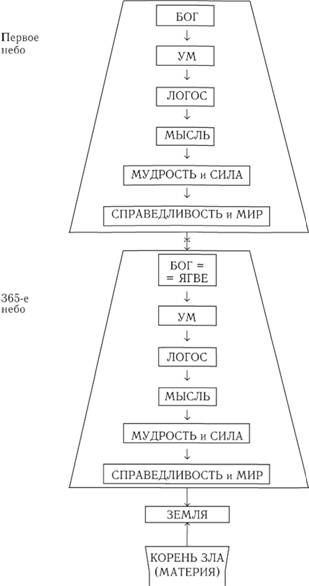 Первое
небо
БОГ
УМ
ЛОГОС
МЫСЛЬ
МУДРОСТЬ и СИЛА
СПРАВЕДЛИВОСТЬ и МИР
365-е
небо
БОГ =
= ЯГВЕ
УМ
ЛОГОС
МЫСЛЬ
МУДРОСТЬ и СИЛА
СПРАВЕДЛИВОСТЬ и МИР
ЗЕМЛЯ
КОРЕНЬ ЗЛА
(МАТЕРИЯ)